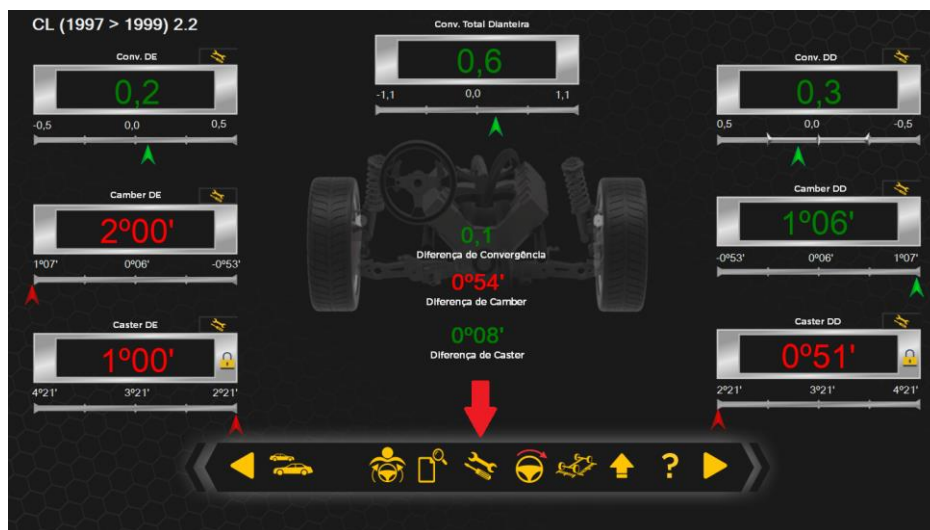 CL (1997 > 1999) 2.2
Conv. Total Dianteira
0,6
-1,1 0,0 1,1
Conv. DE
0,2
-0,5 0,0 0,5
Conv. DD
0,3
0,5 0,0 -0,5
Camber DE
2º00'
1º07' 0º06' -0º53'
Camber DD
1º06'
-0º53' 0º06' 1º07'
0,1
Diferença de Convergência
0º54'
Diferença de Camber
0º08'
Diferença de Caster
Caster DE
1º00'
4º21' 3º21' 2º21'
Caster DD
0º51'
2º21' 3º21' 4º21'
?